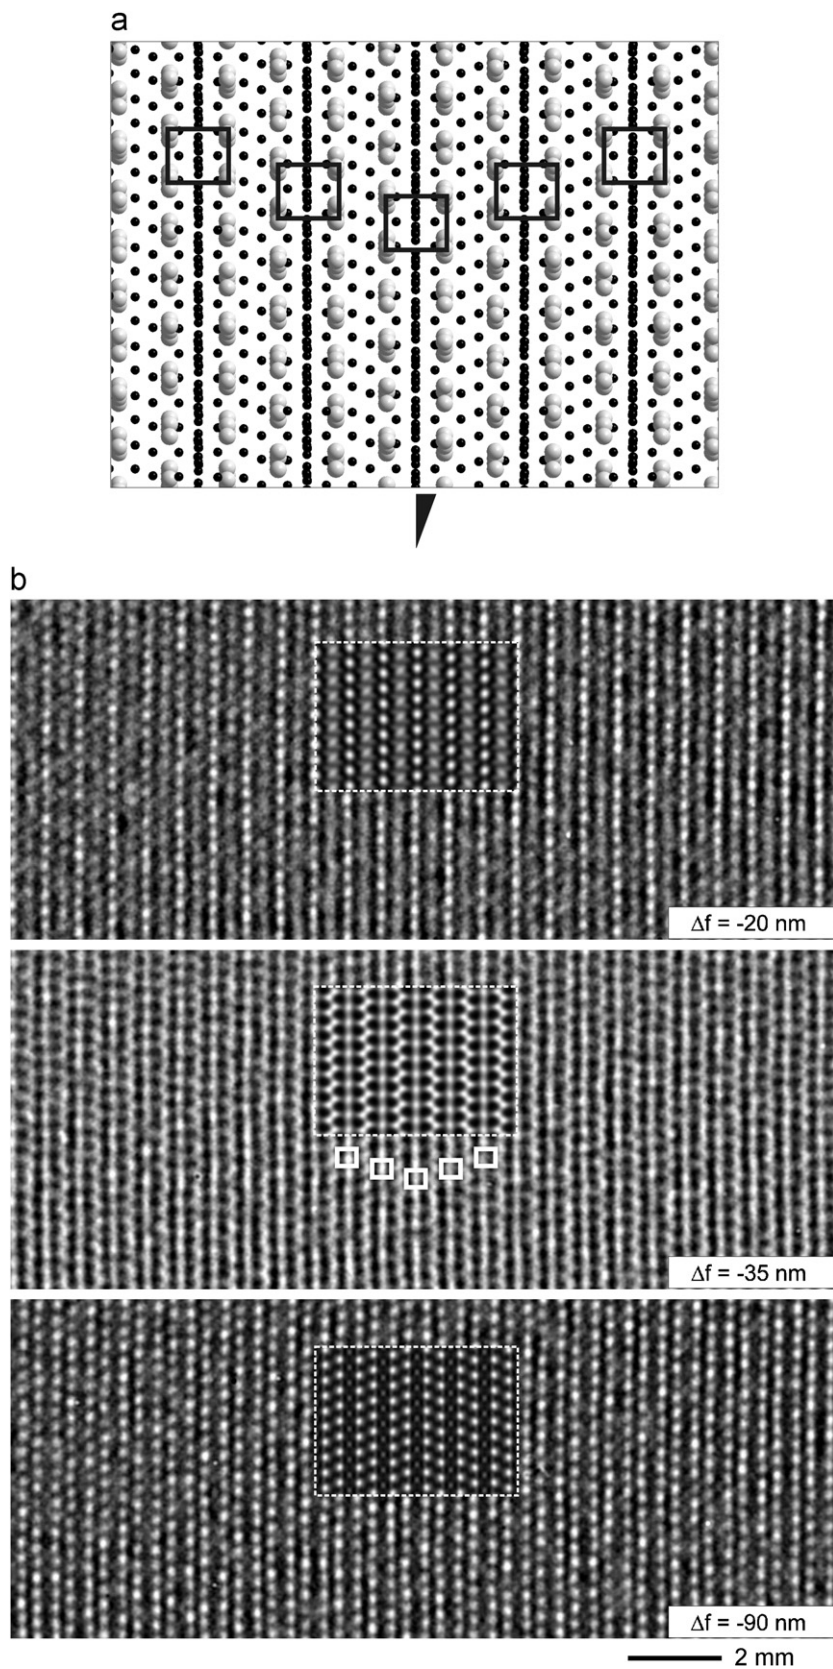 a
b
Δf = -20 nm
Δf = -35 nm
Δf = -90 nm
2 mm